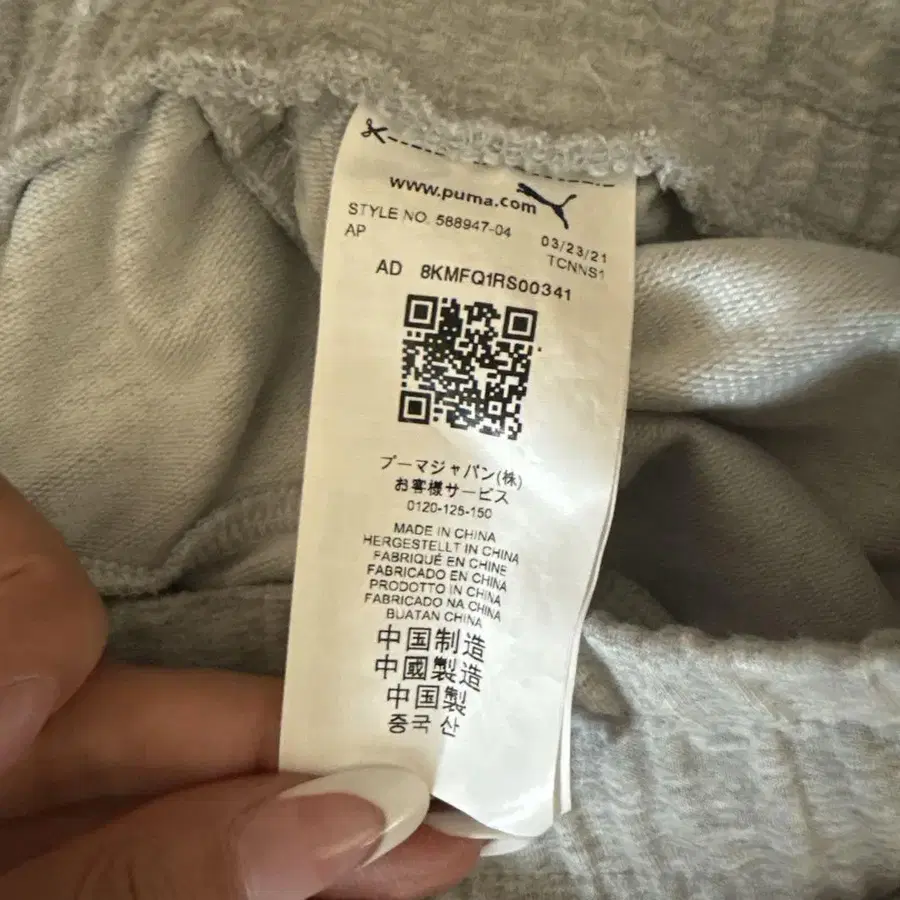 www.puma.com
STYLE NO. 588947-04 03/23/21
AP TCNNS1
AD 8KMFQ1RS00341
プーマジャパン(株)
お客様サービス
0120-125-150
MADE IN CHINA
HERGESTELLT IN CHINA
FABRIQUÉ EN CHINE
FABRICADO EN CHINA
PRODOTTO IN CHINA
FABRICADO NA CHINA
BUATAN CHINA
中国制造
中國製造
中国製
중국 산